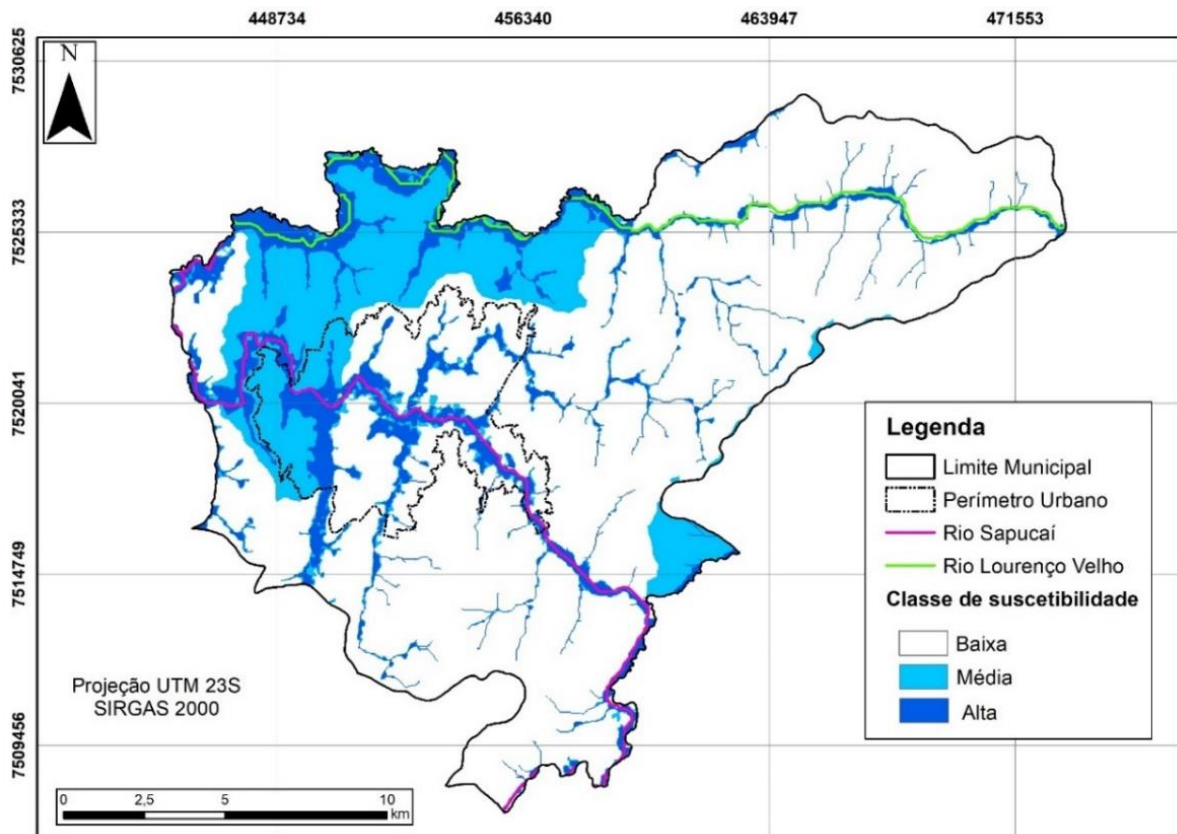 448734 456340 463947 471553
7530625
N
7525333
7520041
7514749
7509456
Legenda
Limite Municipal
Perímetro Urbano
Rio Sapucaí
Rio Lourenço Velho
Classe de suscetibilidade
Baixa
Média
Alta
Projeção UTM 23S
SIRGAS 2000
0 2,5 5 10
km